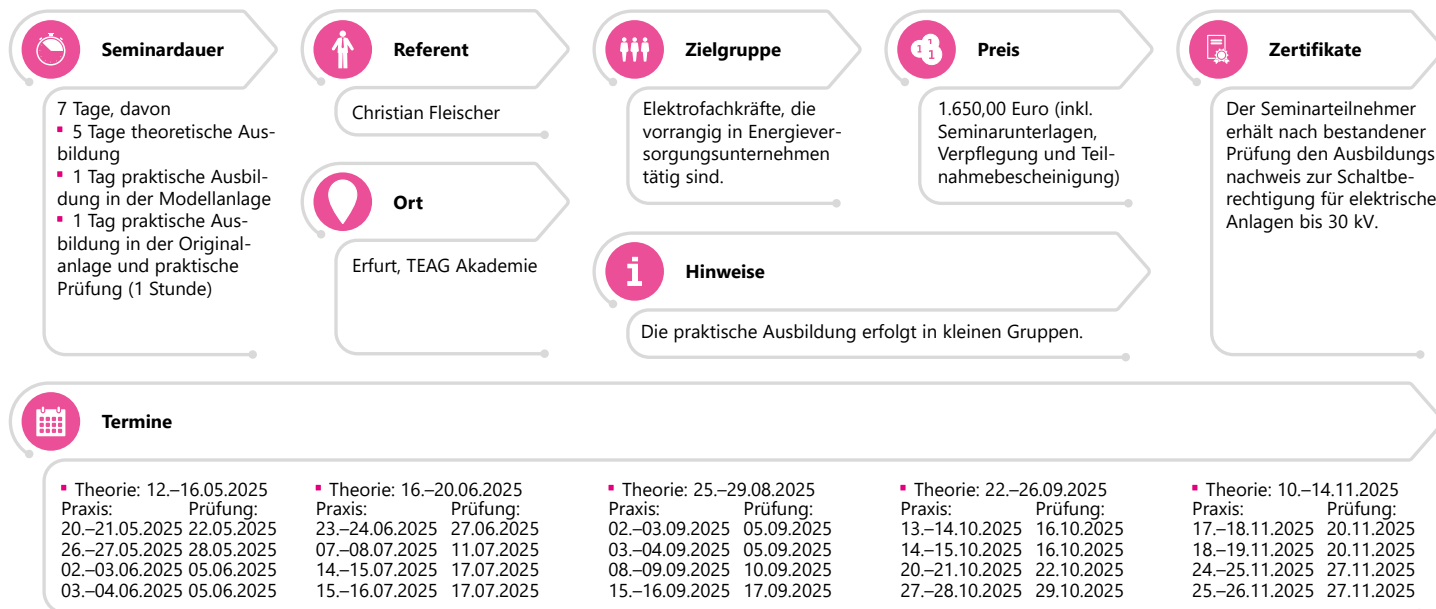 Seminardauer
7 Tage, davon
▪ 5 Tage theoretische Aus-
bildung
▪ 1 Tag praktische Ausbil-
dung in der Modellanlage
▪ 1 Tag praktische Aus-
bildung in der Original-
anlage und praktische
Prüfung (1 Stunde)
Referent
Christian Fleischer
Ort
Erfurt, TEAG Akademie
Zielgruppe
Elektrofachkräfte, die
vorrangig in Energiever-
sorgungsunternehmen
tätig sind.
1 1 1
Preis
1.650,00 Euro (inkl.
Seminarunterlagen,
Verpflegung und Teil-
nahmebescheinigung)
i
Hinweise
Die praktische Ausbildung erfolgt in kleinen Gruppen.
Zertifikate
Der Seminarteilnehmer
erhält nach bestandener
Prüfung den Ausbildungs
nachweis zur Schaltbe-
rechtigung für elektrische
Anlagen bis 30 kV.
Termine
▪ Theorie: 12.–16.05.2025
Praxis: Prüfung:
20.–21.05.2025 22.05.2025
26.–27.05.2025 28.05.2025
02.–03.06.2025 05.06.2025
03.–04.06.2025 05.06.2025
▪ Theorie: 16.–20.06.2025
Praxis: Prüfung:
23.–24.06.2025 27.06.2025
07.–08.07.2025 11.07.2025
14.–15.07.2025 17.07.2025
15.–16.07.2025 17.07.2025
▪ Theorie: 25.–29.08.2025
Praxis: Prüfung:
02.–03.09.2025 05.09.2025
03.–04.09.2025 05.09.2025
08.–09.09.2025 10.09.2025
15.–16.09.2025 17.09.2025
▪ Theorie: 22.–26.09.2025
Praxis: Prüfung:
13.–14.10.2025 16.10.2025
14.–15.10.2025 16.10.2025
20.–21.10.2025 22.10.2025
27.–28.10.2025 29.10.2025
▪ Theorie: 10.–14.11.2025
Praxis: Prüfung:
17.–18.11.2025 20.11.2025
18.–19.11.2025 20.11.2025
24.–25.11.2025 27.11.2025
25.–26.11.2025 27.11.2025